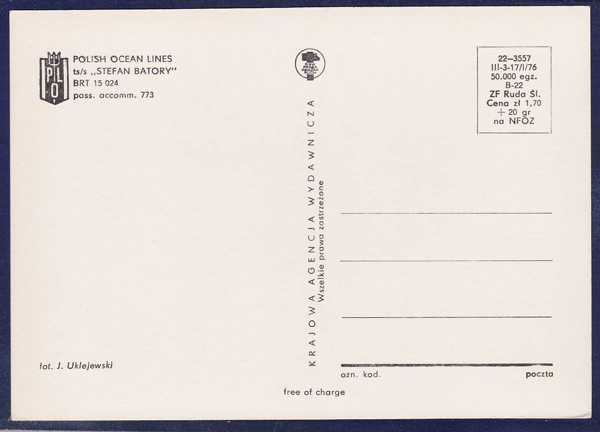 PLO
POLISH OCEAN LINES
ts/s „STEFAN BATORY"
BRT 15 024
pass. accomm. 773
22–3557
III-3-17/I/76
50.000 egz.
B-22
ZF Ruda Śl.
Cena zł 1,70
+ 20 gr
na NFOZ
KRAJOWA AGENCJA WYDAWNICZA
Wszelkie prawa zastrzeżone
fot. J. Uklejewski
ozn. kod.
poczta
free of charge